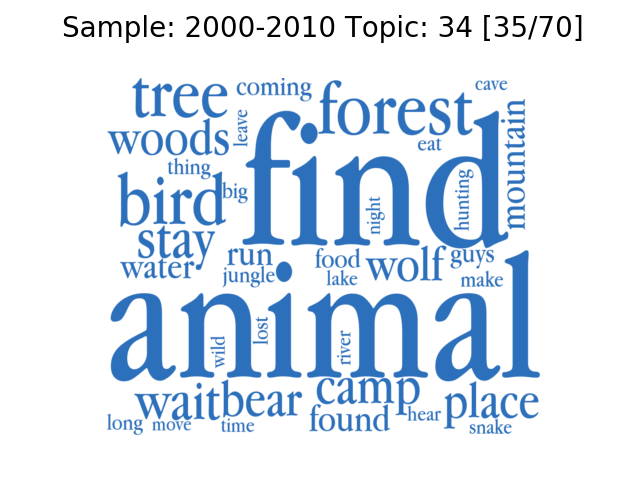 Sample: 2000-2010 Topic: 34 [35/70]
tree coming forest cave
woods leave find eat mountain
thing
bird big night hunting
stay
water run food wolf guys
jungle lake make
animal
wild lost river
wait bear camp place
found hear
long move time snake